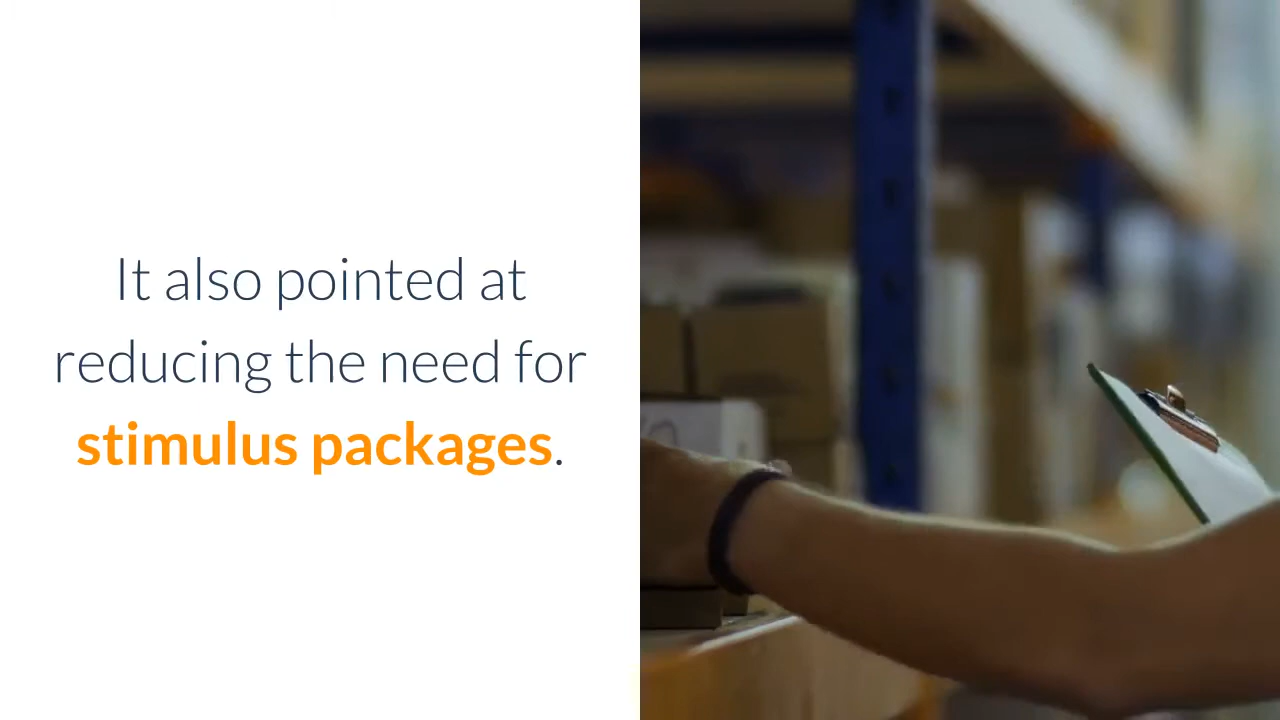 It also pointed at
reducing the need for
stimulus packages.